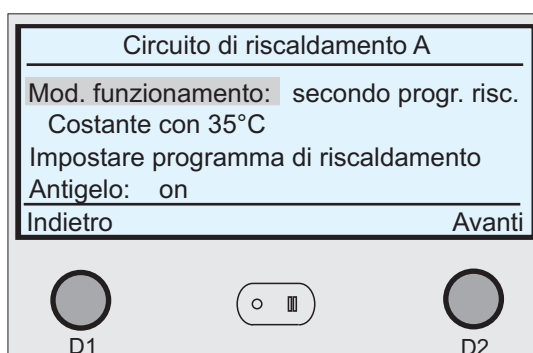 Circuito di riscaldamento A
Mod. funzionamento: secondo progr. risc.
Costante con 35°C
Impostare programma di riscaldamento
Antigelo: on
Indietro Avanti
D1 D2